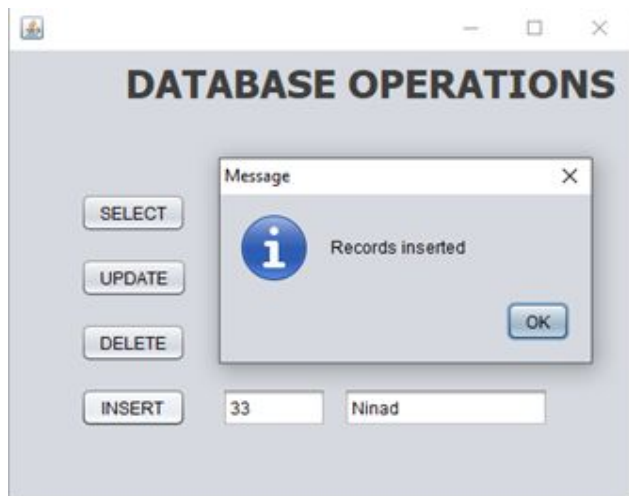 DATABASE OPERATIONS
Message
SELECT
Records inserted
UPDATE
OK
DELETE
INSERT 33 Ninad